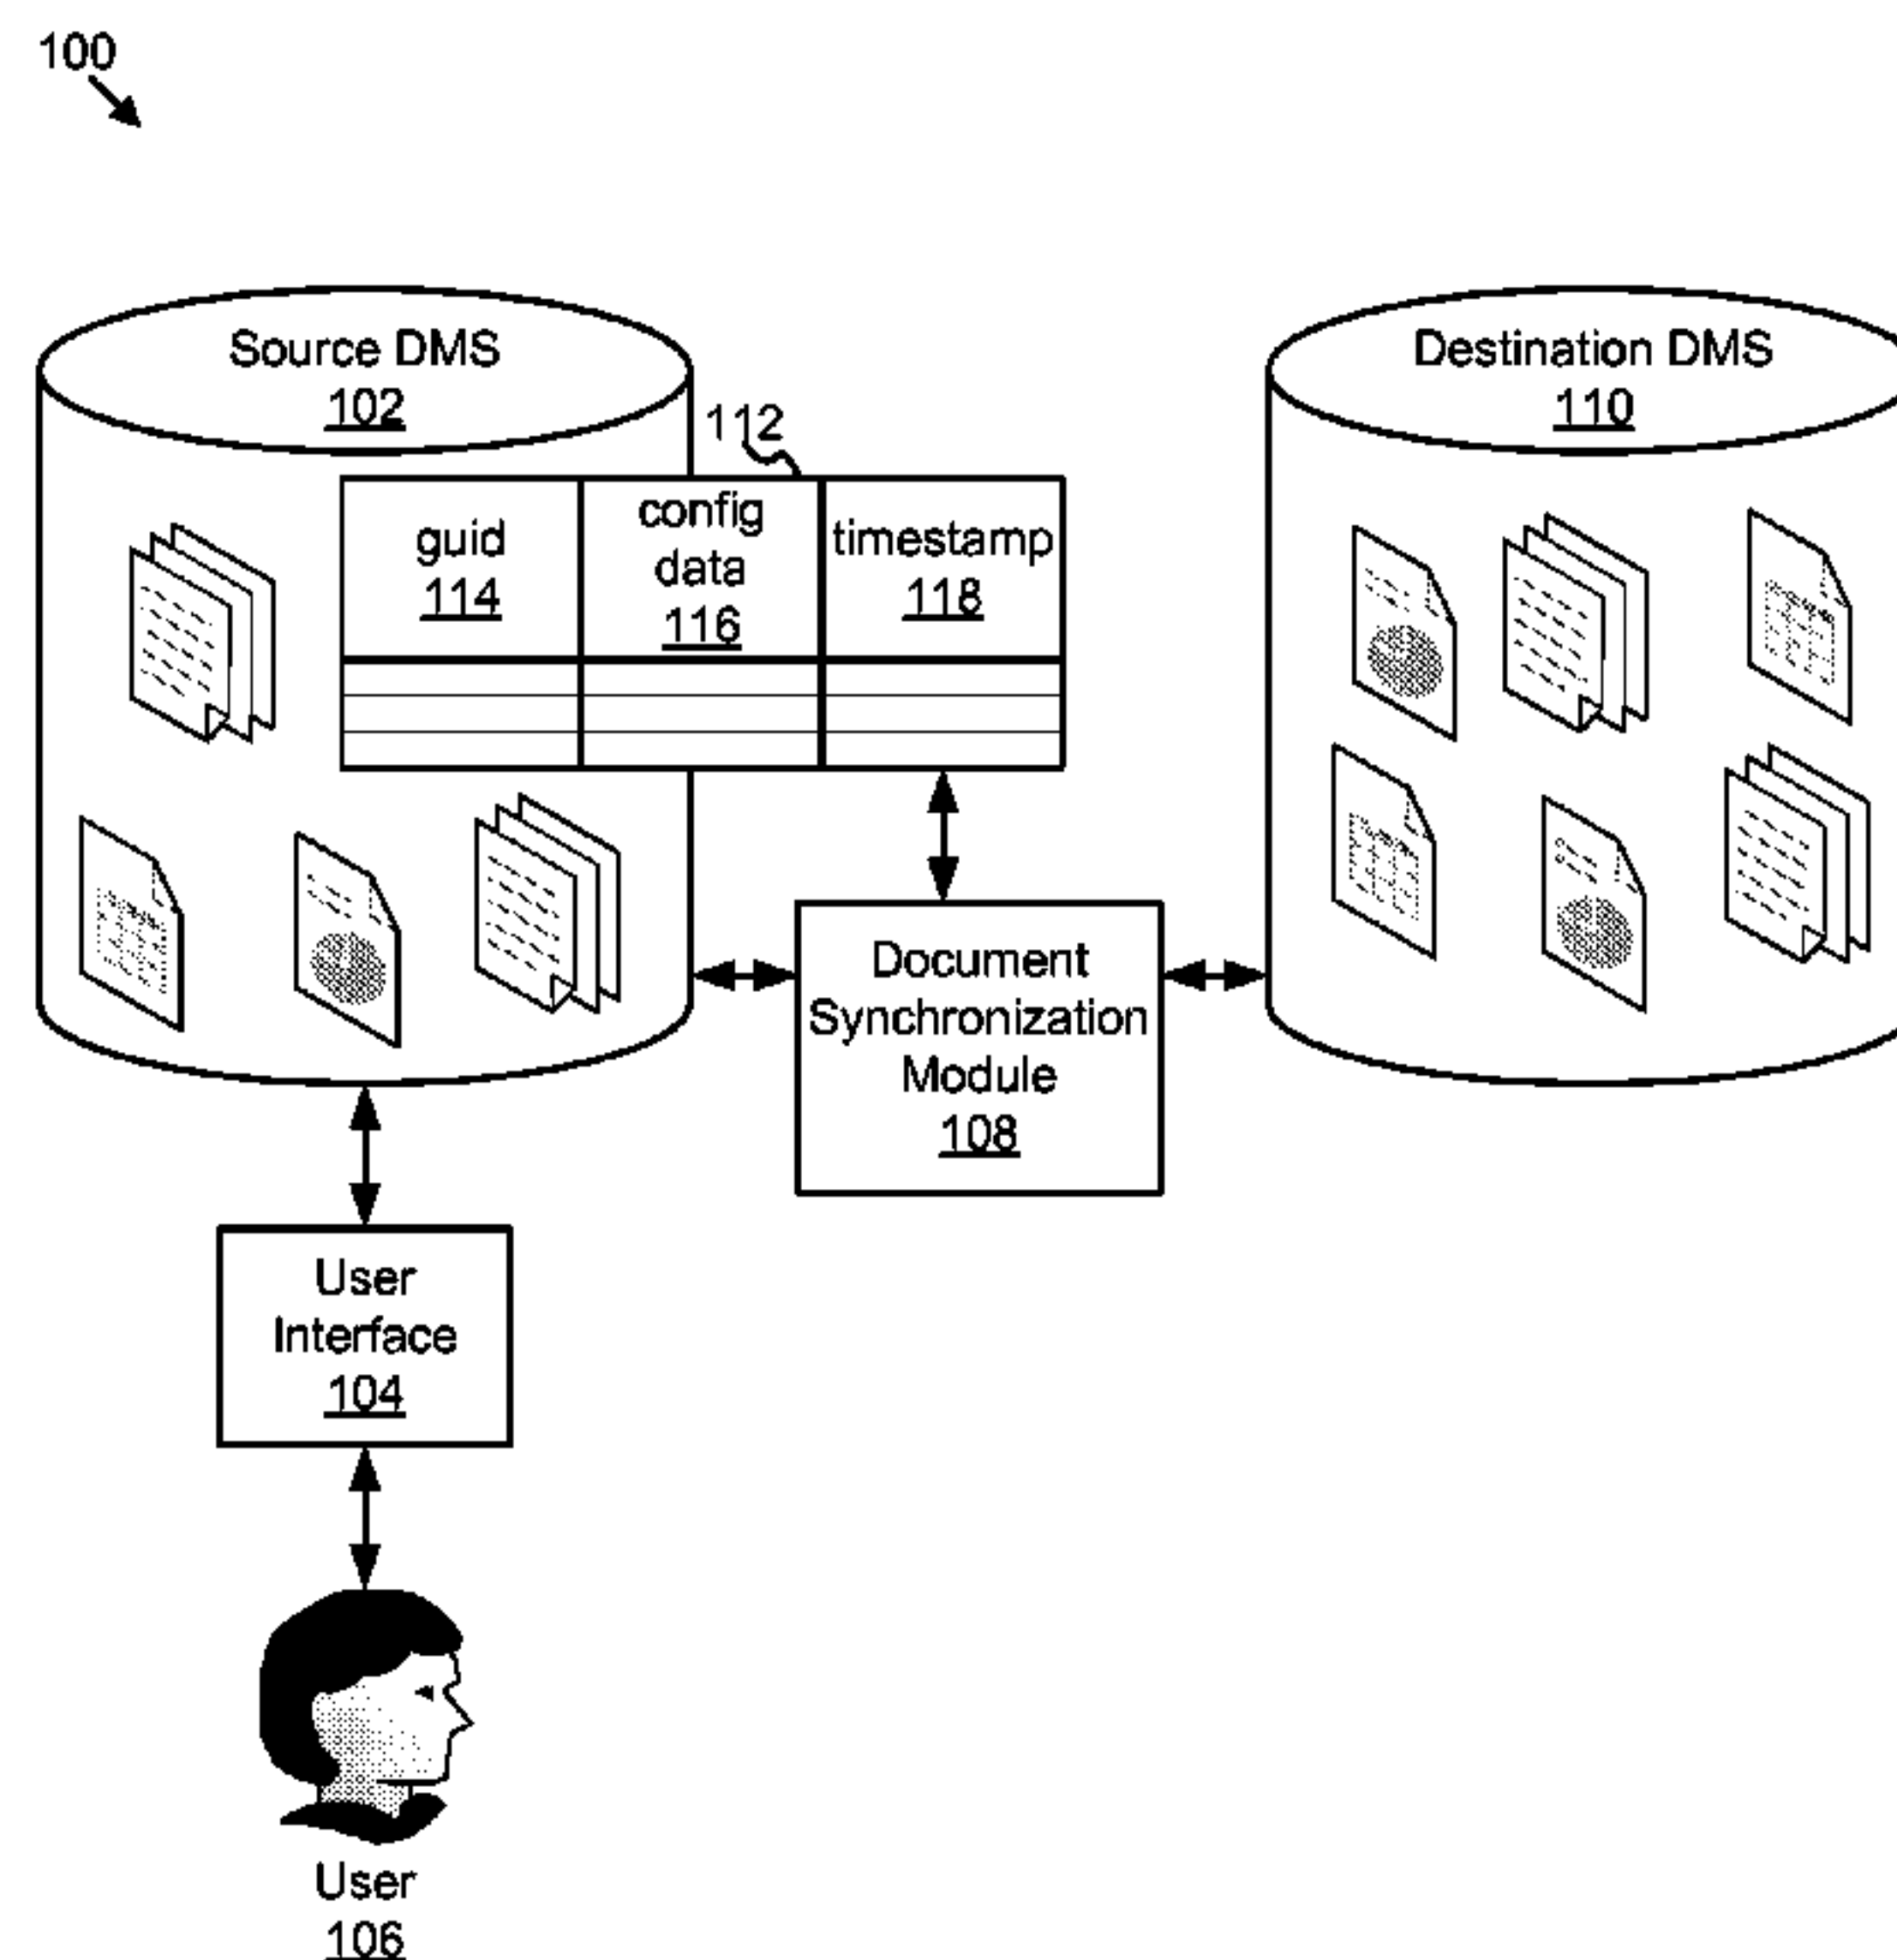 100
Source DMS
102
Destination DMS
110
112
guid
114
config
data
116
timestamp
118
Document
Synchronization
Module
108
User
Interface
104
User
106